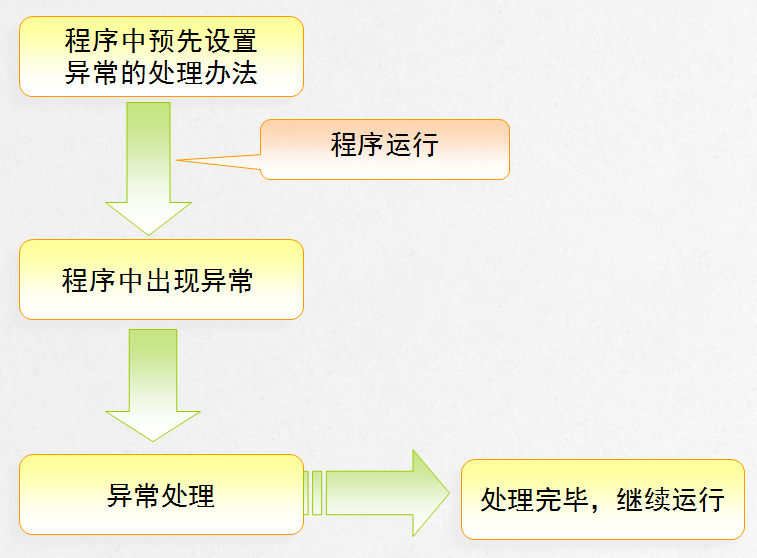 程序中预先设置
异常的处理办法
程序运行
程序中出现异常
异常处理
处理完毕，继续运行